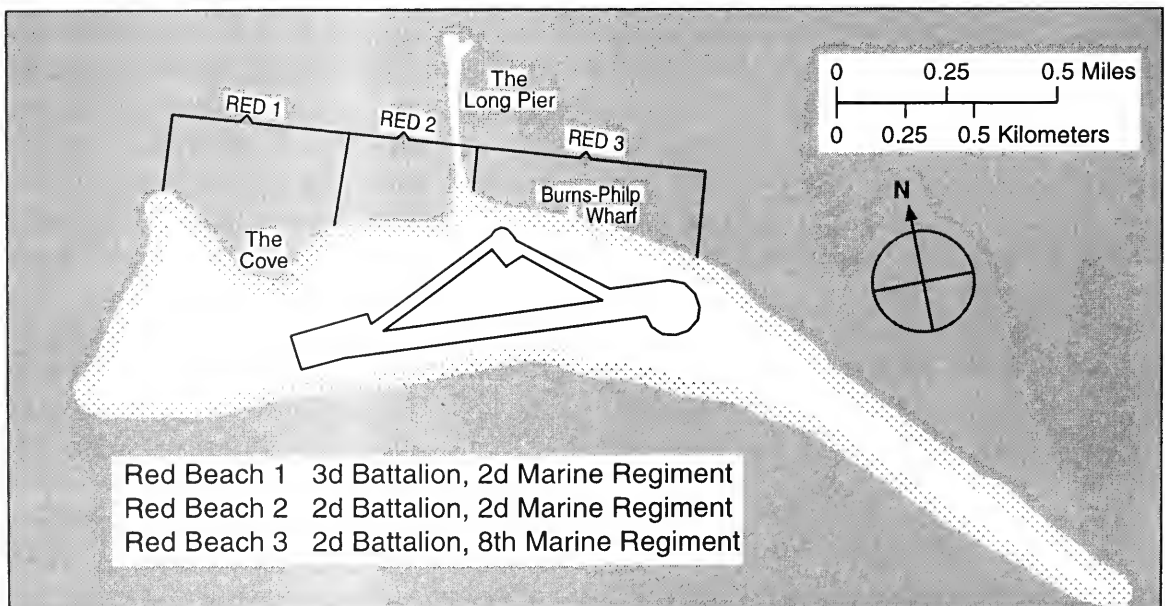 The
Long Pier
RED 1
RED 2
RED 3
Burns-Philp
Wharf
The
Cove
0 0.25 0.5 Miles
0 0.25 0.5 Kilometers
N
Red Beach 1 3d Battalion, 2d Marine Regiment
Red Beach 2 2d Battalion, 2d Marine Regiment
Red Beach 3 2d Battalion, 8th Marine Regiment